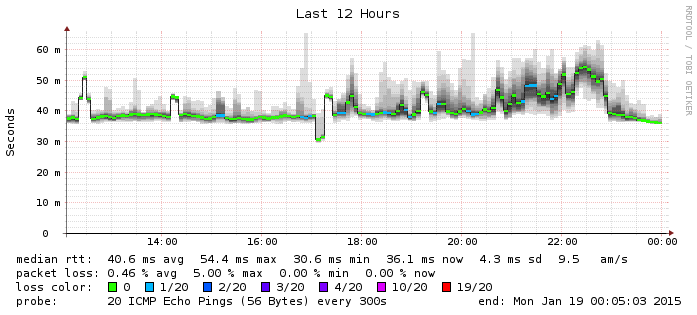 Last 12 Hours
RRDTOOL / TOBI OETIKER
Seconds
60 m
50 m
40 m
30 m
20 m
10 m
0
14:00 16:00 18:00 20:00 22:00 00:00
median rtt: 40.6 ms avg 54.4 ms max 30.6 ms min 36.1 ms now 4.3 ms sd 9.5 am/s
packet loss: 0.46 % avg 5.00 % max 0.00 % min 0.00 % now
loss color: 0 1/20 2/20 3/20 4/20 10/20 19/20
probe: 20 ICMP Echo Pings (56 Bytes) every 300s end: Mon Jan 19 00:05:03 2015